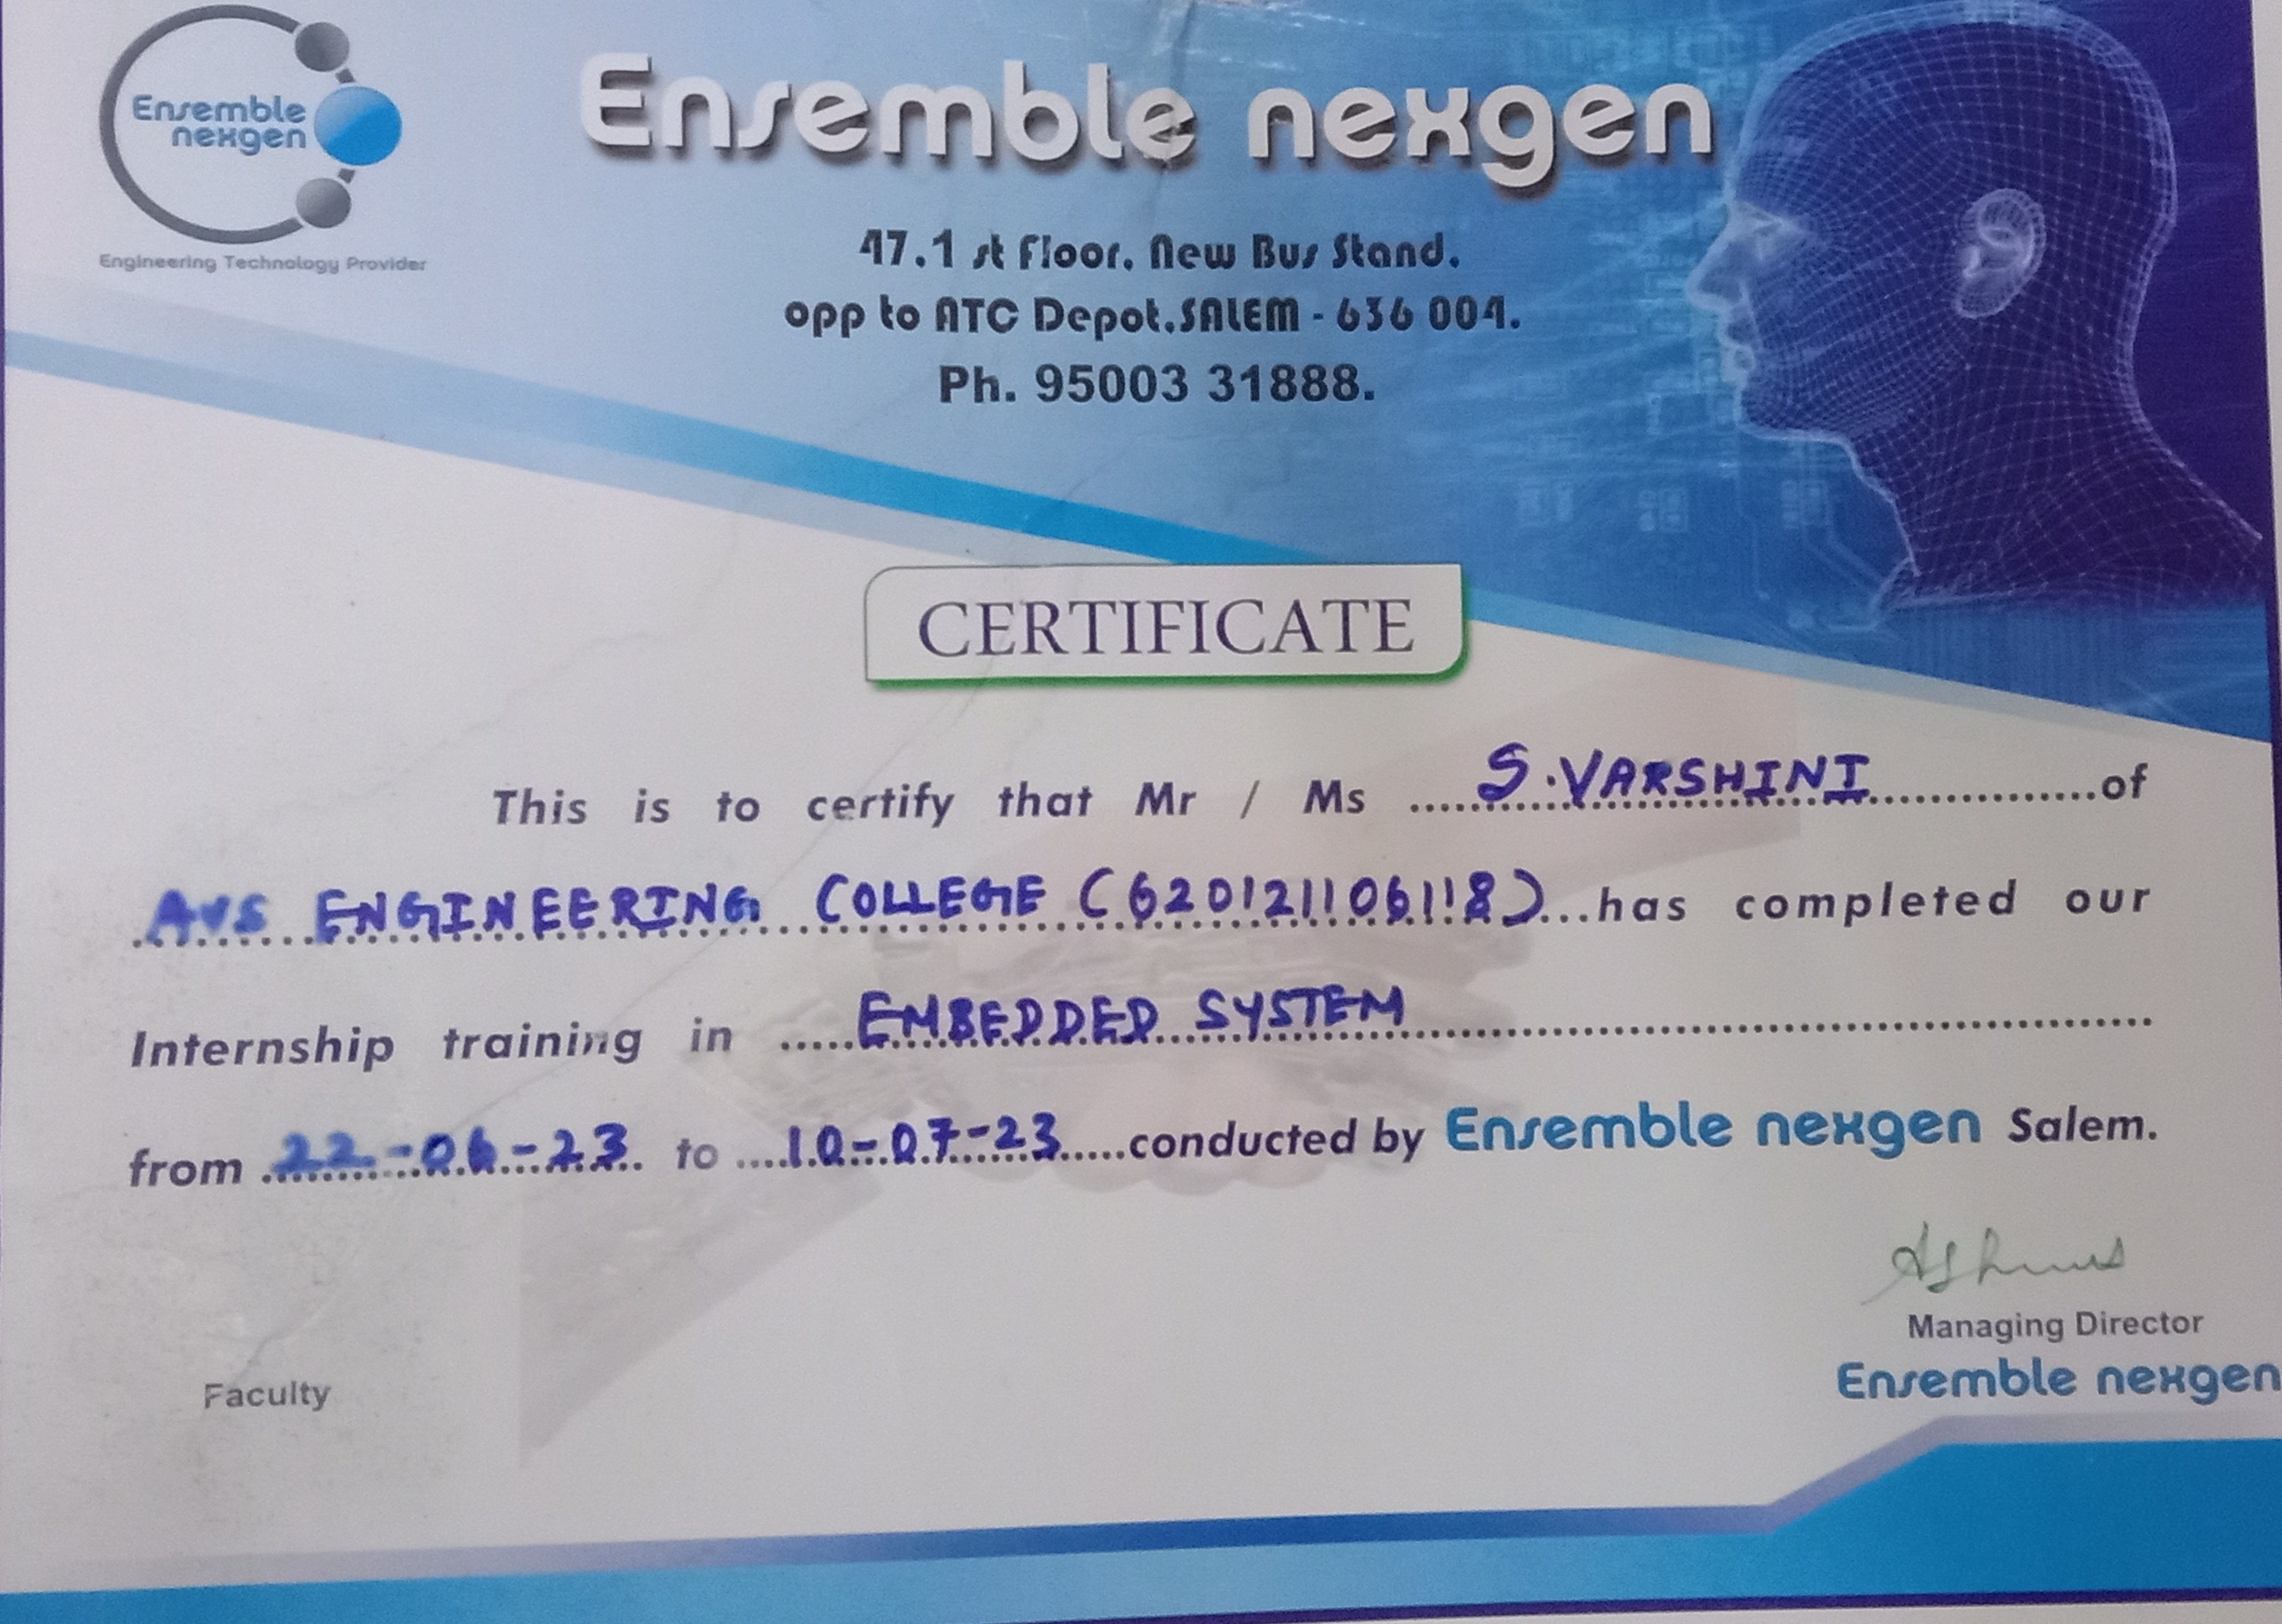 Ensemble
nexgen
Engineering Technology Provider
Ensemble nexgen
47.1 st Floor. New Bus Stand.
opp to ATC Depot.SALEM - 636 004.
Ph. 95003 31888.
CERTIFICATE
This is to certify that Mr / Ms ..... S.VARSHINI ..... of
AVS ENGINEERING COLLEGE (620121106118) ... has completed our
Internship training in ..... EMBEDDED SYSTEM .....
from 22-06-23 to ....10-07-23.....conducted by Ensemble nexgen Salem.
Managing Director
Ensemble nexgen
Faculty